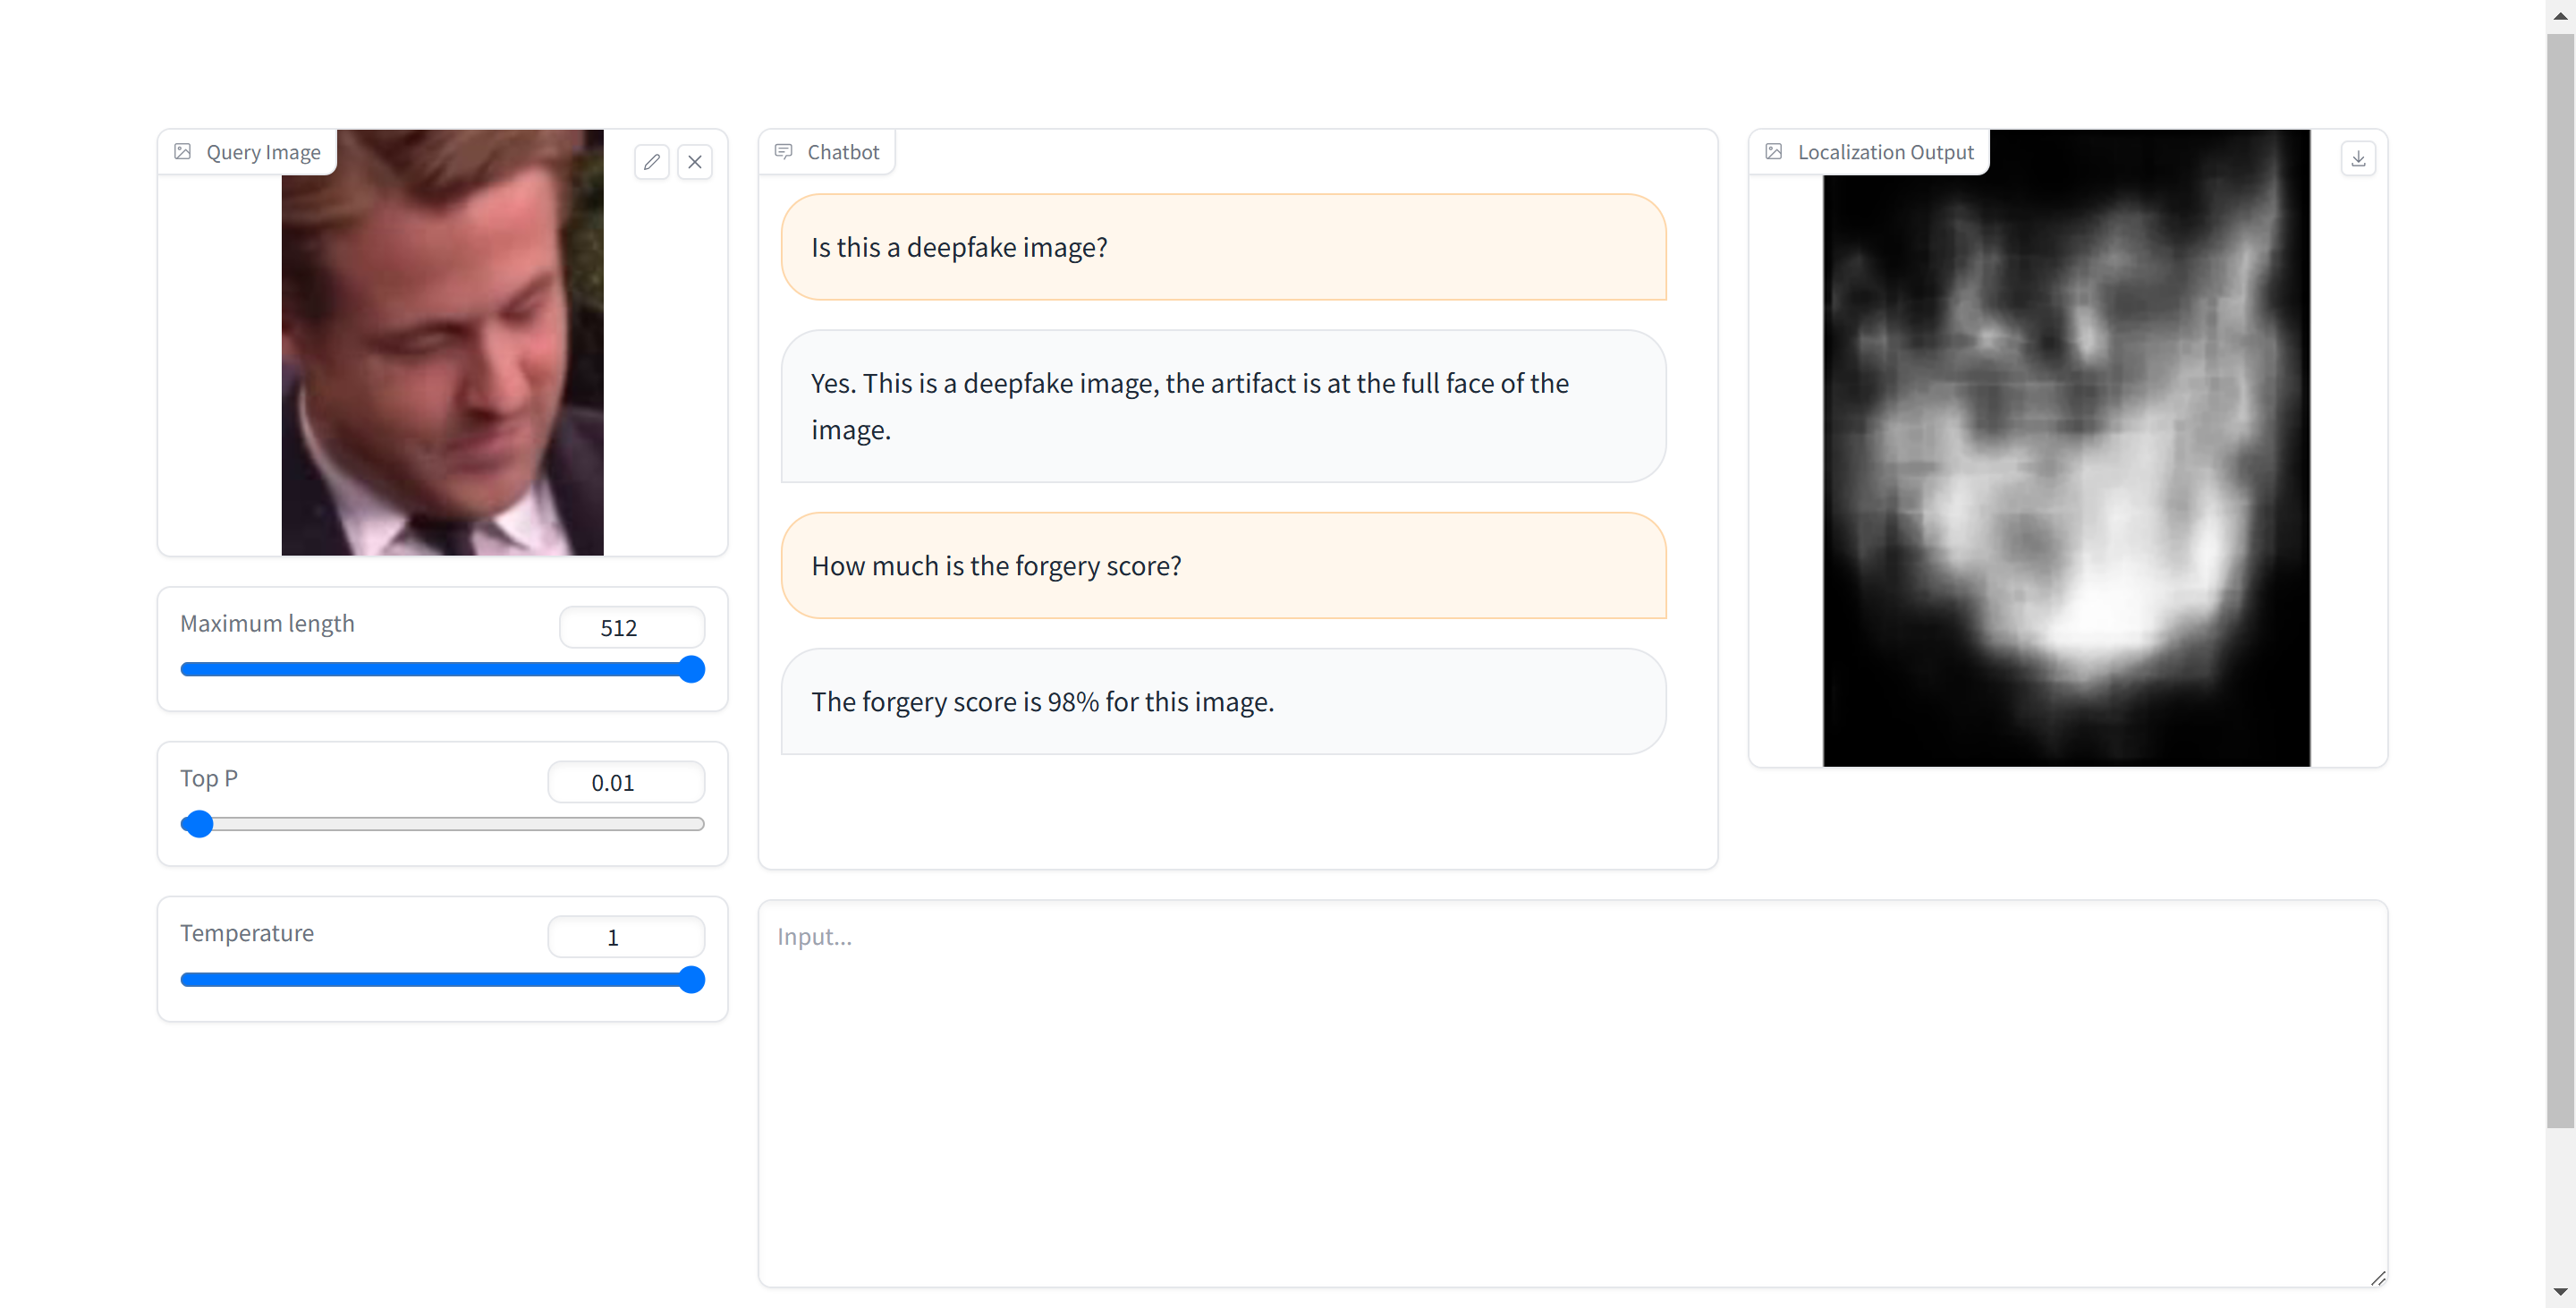 Query Image
Maximum length
512
Top P
0.01
Temperature
1
Chatbot
Is this a deepfake image?
Yes. This is a deepfake image, the artifact is at the full face of the
image.
How much is the forgery score?
The forgery score is 98% for this image.
Localization Output
Input...